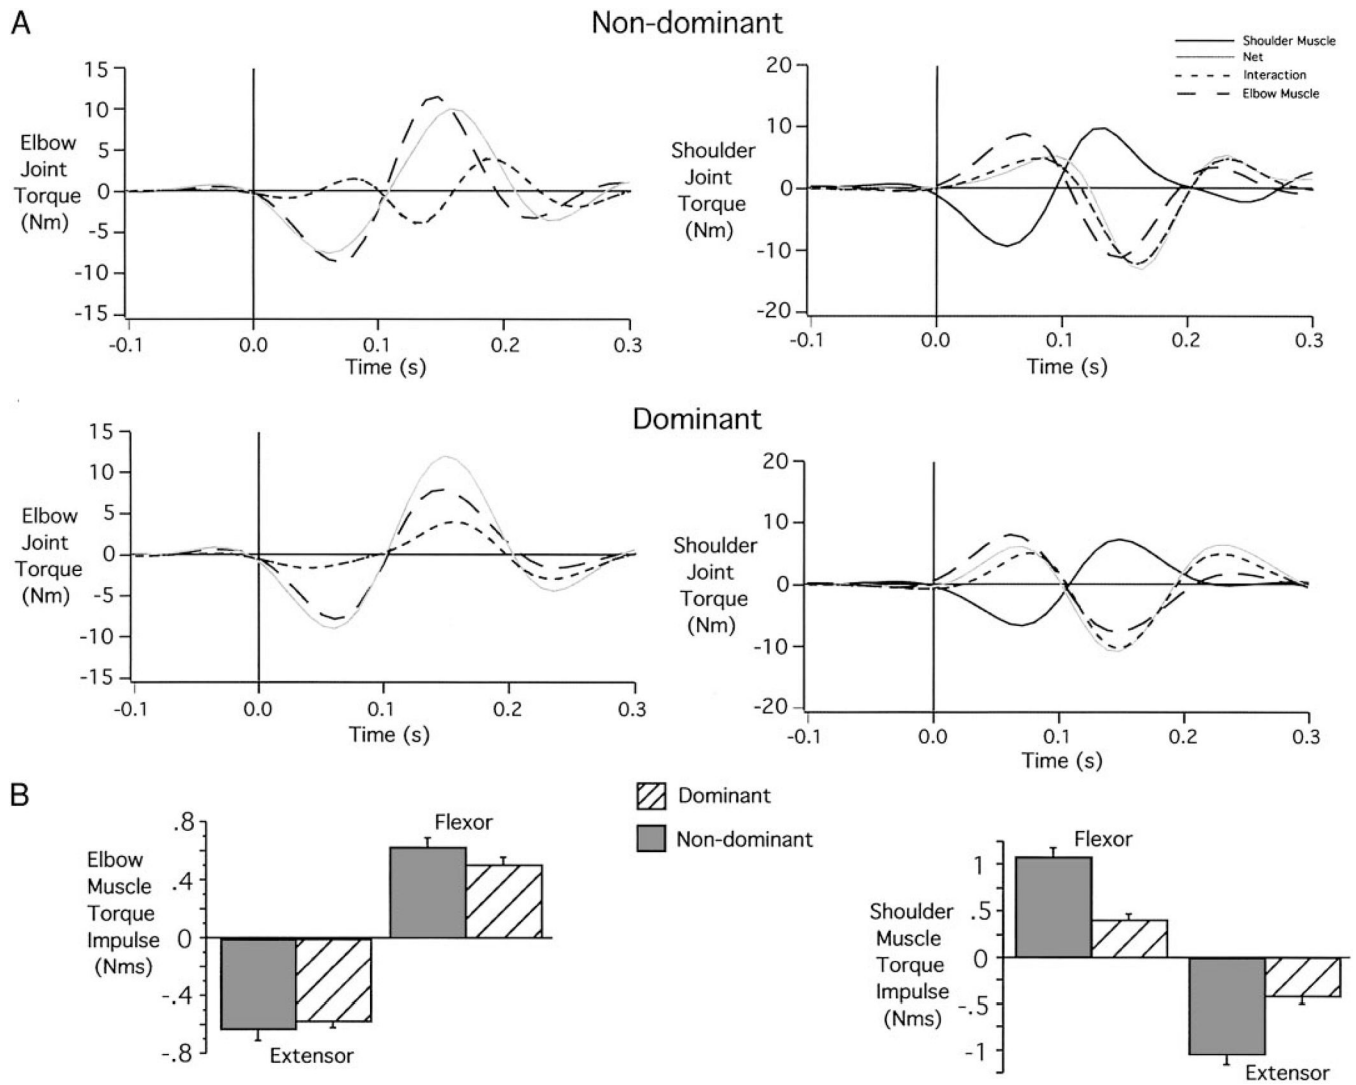 A
Non-dominant
Shoulder Muscle
Net
Interaction
Elbow Muscle
15
10
5
0
-5
-10
-15
Elbow
Joint
Torque
(Nm)
-0.1
0.0
0.1
0.2
0.3
Time (s)
20
10
0
-10
-20
Shoulder
Joint
Torque
(Nm)
-0.1
0.0
0.1
0.2
0.3
Time (s)
Dominant
15
10
5
0
-5
-10
-15
Elbow
Joint
Torque
(Nm)
-0.1
0.0
0.1
0.2
0.3
Time (s)
20
10
0
-10
-20
Shoulder
Joint
Torque
(Nm)
-0.1
0.0
0.1
0.2
0.3
Time (s)
B
Dominant
Non-dominant
.8
.4
0
-.4
-.8
Elbow
Muscle
Torque
Impulse
(Nms)
Flexor
Extensor
1
.5
0
-.5
-1
Shoulder
Muscle
Torque
Impulse
(Nms)
Flexor
Extensor